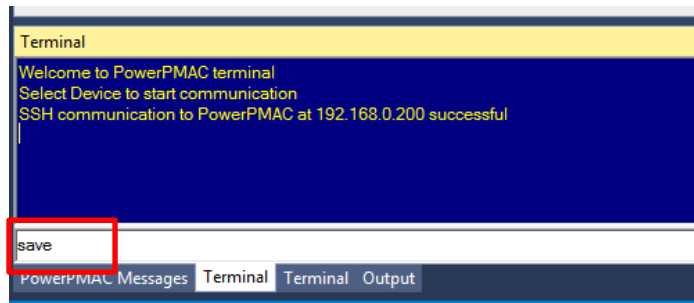 Terminal
Welcome to PowerPMAC terminal
Select Device to start communication
SSH communication to PowerPMAC at 192.168.0.200 successful
save
PowerPMAC Messages Terminal Terminal Output